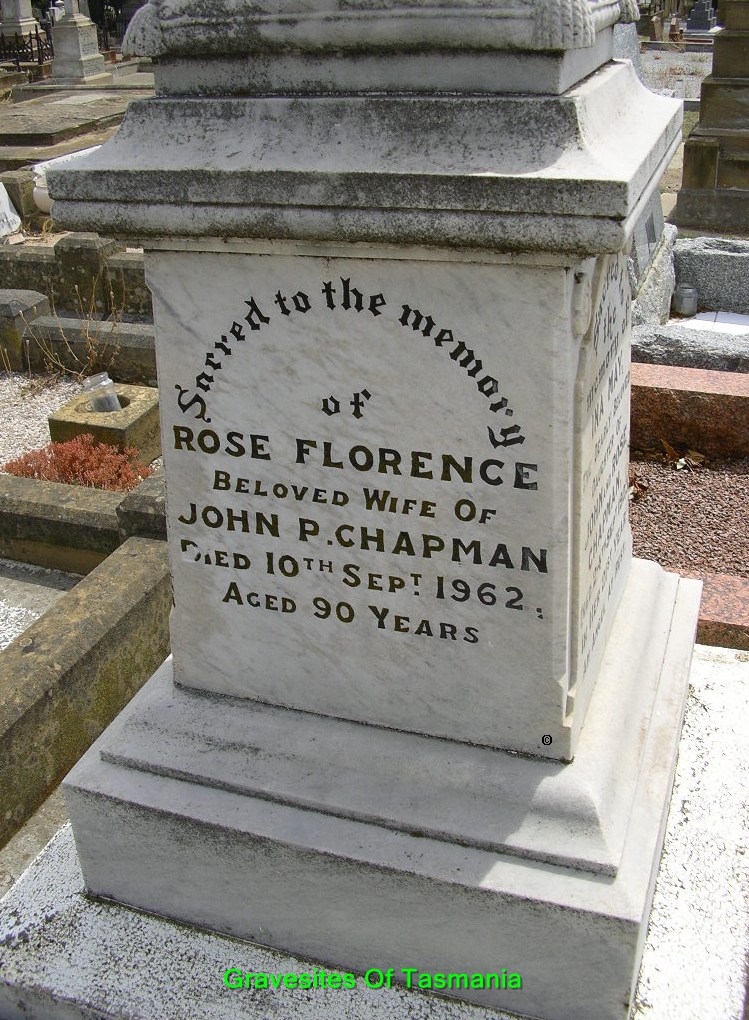 Sacred to the memory
of
ROSE FLORENCE
BELOVED WIFE OF
JOHN P. CHAPMAN
DIED 10TH SEPT. 1962.
AGED 90 YEARS
©
Gravesites Of Tasmania